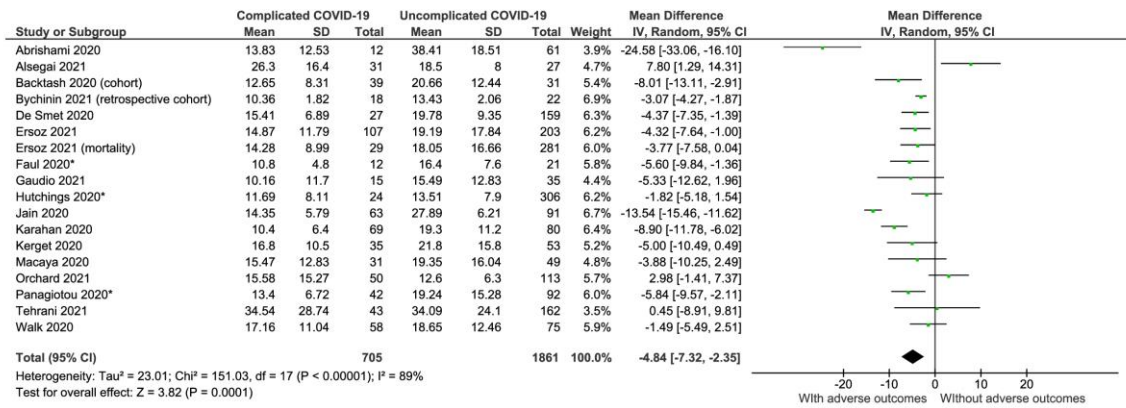 Complicated COVID-19 Uncomplicated COVID-19 Mean Difference Mean Difference
Study or Subgroup Mean SD Total Mean SD Total Weight IV, Random, 95% CI IV, Random, 95% CI
Abrishami 2020 13.83 12.53 12 38.41 18.51 61 3.9% -24.58 [-33.06, -16.10]
Alsegai 2021 26.3 16.4 31 18.5 8 27 4.7% 7.80 [1.29, 14.31]
Backtash 2020 (cohort) 12.65 8.31 39 20.66 12.44 31 5.4% -8.01 [-13.11, -2.91]
Bychinin 2021 (retrospective cohort) 10.36 1.82 18 13.43 2.06 22 6.9% -3.07 [-4.27, -1.87]
De Smet 2020 15.41 6.89 27 19.78 9.35 159 6.4% -4.37 [-7.35, -1.39]
Ersoz 2021 14.87 11.79 107 19.19 17.84 203 6.2% -4.32 [-7.64, -1.00]
Ersoz 2021 (mortality) 14.28 8.99 29 18.05 16.66 281 6.0% -3.77 [-7.58, 0.04]
Faul 2020* 10.8 4.8 12 16.4 7.6 21 5.8% -5.60 [-9.84, -1.36]
Gaudio 2021 10.16 11.7 15 15.49 12.83 35 4.4% -5.33 [-12.62, 1.96]
Hutchings 2020* 11.69 8.11 24 13.51 7.9 306 6.2% -1.82 [-5.18, 1.54]
Jain 2020 14.35 5.79 63 27.89 6.21 91 6.7% -13.54 [-15.46, -11.62]
Karahan 2020 10.4 6.4 69 19.3 11.2 80 6.4% -8.90 [-11.78, -6.02]
Kerget 2020 16.8 10.5 35 21.8 15.8 53 5.2% -5.00 [-10.49, 0.49]
Macaya 2020 15.47 12.83 31 19.35 16.04 49 4.8% -3.88 [-10.25, 2.49]
Orchard 2021 15.58 15.27 50 12.6 6.3 113 5.7% 2.98 [-1.41, 7.37]
Panagiotou 2020* 13.4 6.72 42 19.24 15.28 92 6.0% -5.84 [-9.57, -2.11]
Tehrani 2021 34.54 28.74 43 34.09 24.1 162 3.5% 0.45 [-8.91, 9.81]
Walk 2020 17.16 11.04 58 18.65 12.46 75 5.9% -1.49 [-5.49, 2.51]
Total (95% CI) 705 1861 100.0% -4.84 [-7.32, -2.35]
Heterogeneity: Tau² = 23.01; Chi² = 151.03, df = 17 (P < 0.00001); I² = 89%
Test for overall effect: Z = 3.82 (P = 0.0001)
-20 -10 0 10 20
WIth adverse outcomes WIthout adverse outcomes